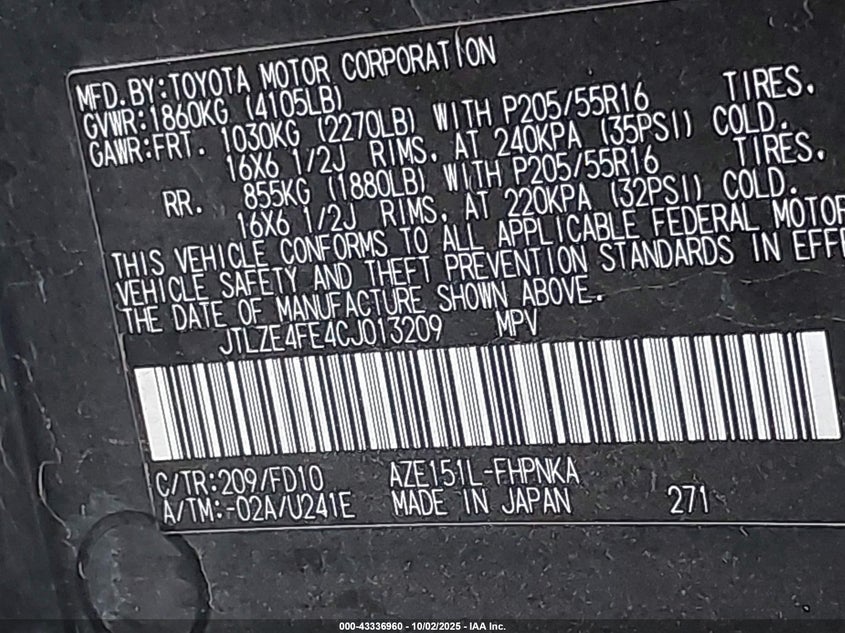 MFD.BY:TOYOTA MOTOR CORPORATION
GVWR:1860KG (4105LB)
GAWR:FRT. 1030KG (2270LB) WITH P205/55R16 TIRES.
16X6 1/2J RIMS, AT 240KPA (35PSI) COLD.
RR. 855KG (1880LB) WITH P205/55R16 TIRES.
16X6 1/2J RIMS, AT 220KPA (32PSI) COLD.
THIS VEHICLE CONFORMS TO ALL APPLICABLE FEDERAL MOTOR
VEHICLE SAFETY AND THEFT PREVENTION STANDARDS IN EFFE
THE DATE OF MANUFACTURE SHOWN ABOVE.
JTLZE4FE4CJ013209 MPV
C/TR:209/FD10 AZE151L-FHPNKA
A/TM:-02A/U241E MADE IN JAPAN 271
000-43336960 - 10/02/2025 - IAA Inc.